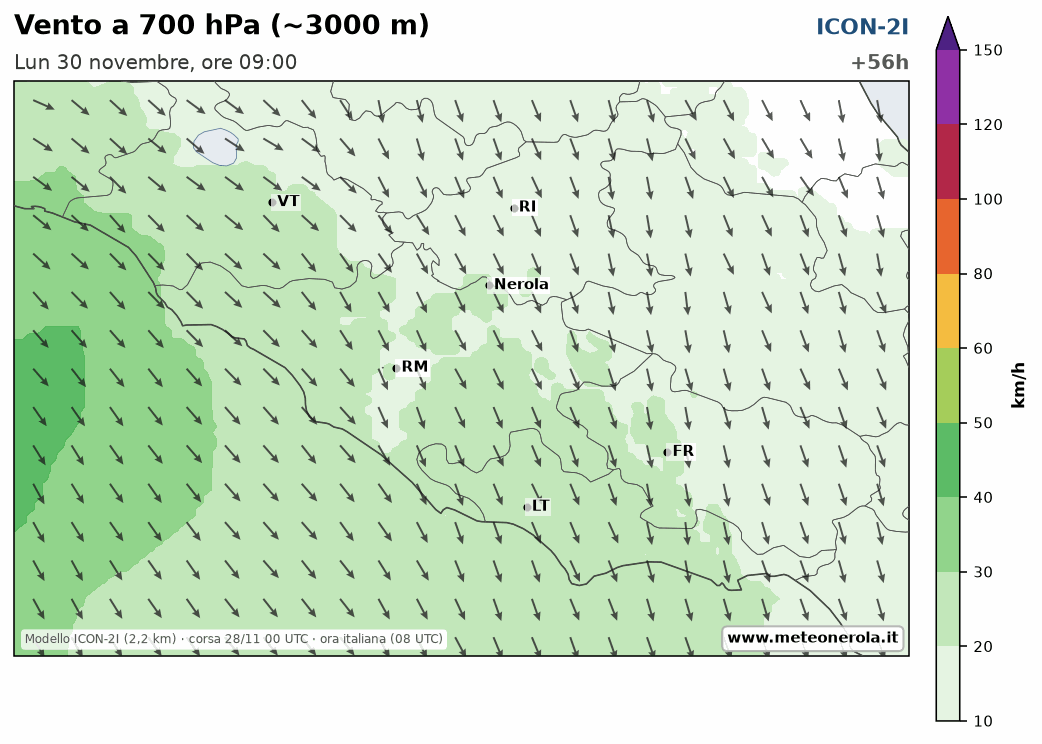 Vento a 700 hPa (~3000 m)
ICON-2I
Lun 30 novembre, ore 09:00
+56h
150
120
100
80
60
50
40
30
20
10
km/h
VT
RI
Nerola
RM
FR
LT
Modello ICON-2I (2,2 km) · corsa 28/11 00 UTC · ora italiana (08 UTC)
www.meteonerola.it